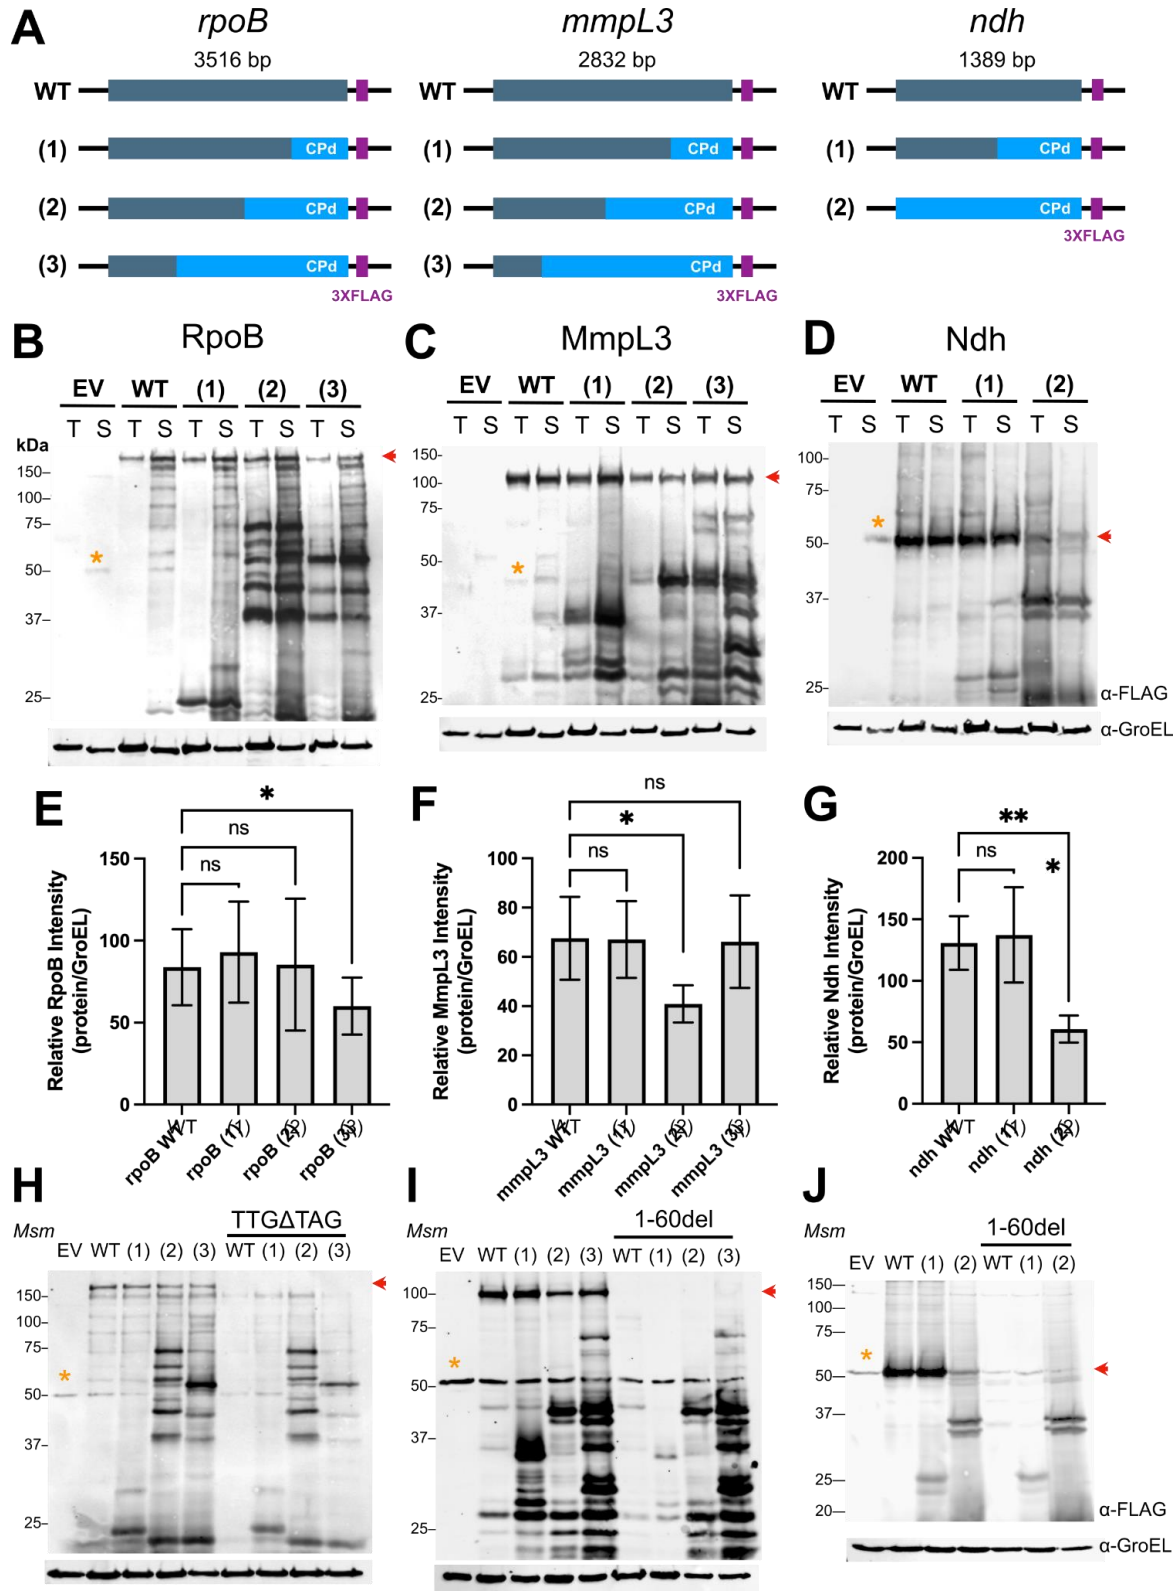 A
rpoB
mmpL3
ndh
3516 bp
2832 bp
1389 bp
WT
WT
WT
(1) CPd
(1) CPd
(1) CPd
(2) CPd
(2) CPd
(2) CPd
3XFLAG
(3) CPd
(3) CPd
3XFLAG
3XFLAG
B
RpoB
EV WT (1) (2) (3)
T S T S T S T S T S
kDa
150–
100–
75–
*
50–
37–
25–
C
MmpL3
EV WT (1) (2) (3)
T S T S T S T S T S
150-
100-
75-
50-
*
37-
25-
D
Ndh
EV WT (1) (2)
T S T S T S T S
100–
75–
*
50–
37–
25–
α-FLAG
α-GroEL
E
*
ns
ns
Relative RpoB Intensity
(protein/GroEL)
150
100
50
0
rpoB WT
rpoB (1)
rpoB (2)
rpoB (3)
F
ns
*
ns
Relative MmpL3 Intensity
(protein/GroEL)
100
80
60
40
20
0
mmpL3 WT
mmpL3 (1)
mmpL3 (2)
mmpL3 (3)
G
**
ns
*
Relative Ndh Intensity
(protein/GroEL)
200
150
100
50
0
ndh WT
ndh (1)
ndh (2)
H
TTGΔTAG
Msm
EV WT (1) (2) (3) WT (1) (2) (3)
150–
100–
75–
*
50–
37–
25–
I
1-60del
Msm
EV WT (1) (2) (3) WT (1) (2) (3)
100–
75–
*
50–
37–
25–
J
1-60del
Msm
EV WT (1) (2) WT (1) (2)
150–
100–
75–
*
50–
37–
25–
20–
α-FLAG
α-GroEL